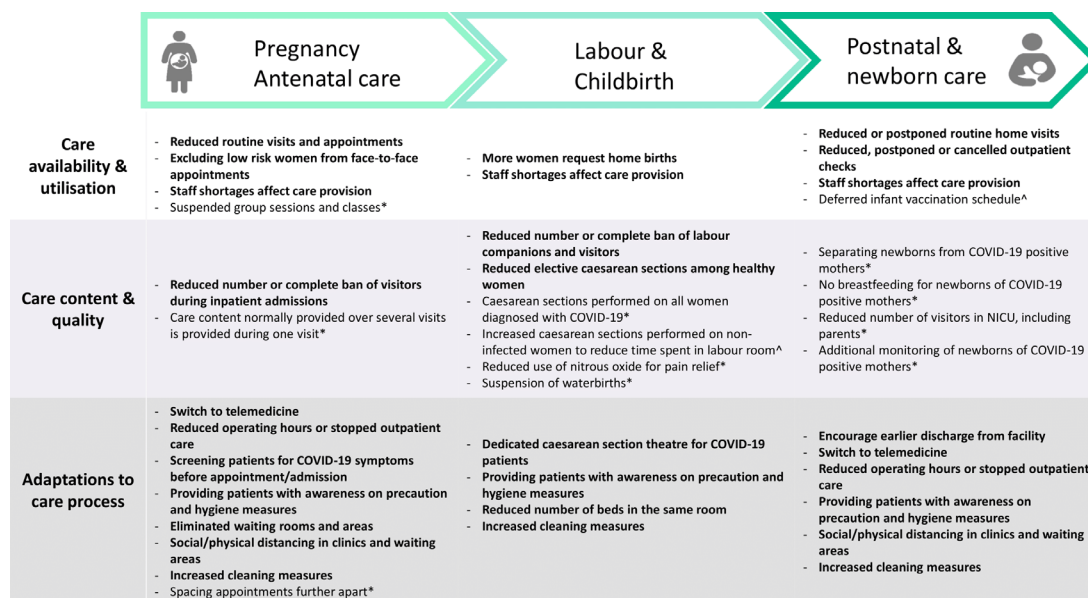 Pregnancy
Antenatal care
Labour &
Childbirth
Postnatal &
newborn care
Care
availability &
utilisation
- Reduced routine visits and appointments
- Excluding low risk women from face-to-face
appointments
- Staff shortages affect care provision
- Suspended group sessions and classes*
- More women request home births
- Staff shortages affect care provision
- Reduced or postponed routine home visits
- Reduced, postponed or cancelled outpatient
checks
- Staff shortages affect care provision
- Deferred infant vaccination schedule^
Care content &
quality
- Reduced number or complete ban of visitors
during inpatient admissions
- Care content normally provided over several visits
is provided during one visit*
- Reduced number or complete ban of labour
companions and visitors
- Reduced elective caesarean sections among healthy
women
- Caesarean sections performed on all women
diagnosed with COVID-19*
- Increased caesarean sections performed on non-
infected women to reduce time spent in labour room^
- Reduced use of nitrous oxide for pain relief*
- Suspension of waterbirths*
- Separating newborns from COVID-19 positive
mothers*
- No breastfeeding for newborns of COVID-19
positive mothers*
- Reduced number of visitors in NICU, including
parents*
- Additional monitoring of newborns of COVID-19
positive mothers*
Adaptations to
care process
- Switch to telemedicine
- Reduced operating hours or stopped outpatient
care
- Screening patients for COVID-19 symptoms
before appointment/admission
- Providing patients with awareness on precaution
and hygiene measures
- Eliminated waiting rooms and areas
- Social/physical distancing in clinics and waiting
areas
- Increased cleaning measures
- Spacing appointments further apart*
- Dedicated caesarean section theatre for COVID-19
patients
- Providing patients with awareness on precaution and
hygiene measures
- Reduced number of beds in the same room
- Increased cleaning measures
- Encourage earlier discharge from facility
- Switch to telemedicine
- Reduced operating hours or stopped outpatient
care
- Providing patients with awareness on
precaution and hygiene measures
- Social/physical distancing in clinics and waiting
areas
- Increased cleaning measures